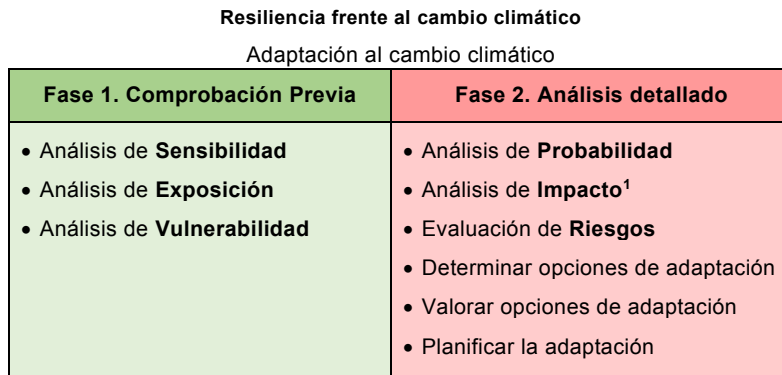 Resiliencia frente al cambio climático
Adaptación al cambio climático
Fase 1. Comprobación Previa
• Análisis de Sensibilidad
• Análisis de Exposición
• Análisis de Vulnerabilidad
Fase 2. Análisis detallado
• Análisis de Probabilidad
• Análisis de Impacto¹
• Evaluación de Riesgos
• Determinar opciones de adaptación
• Valorar opciones de adaptación
• Planificar la adaptación